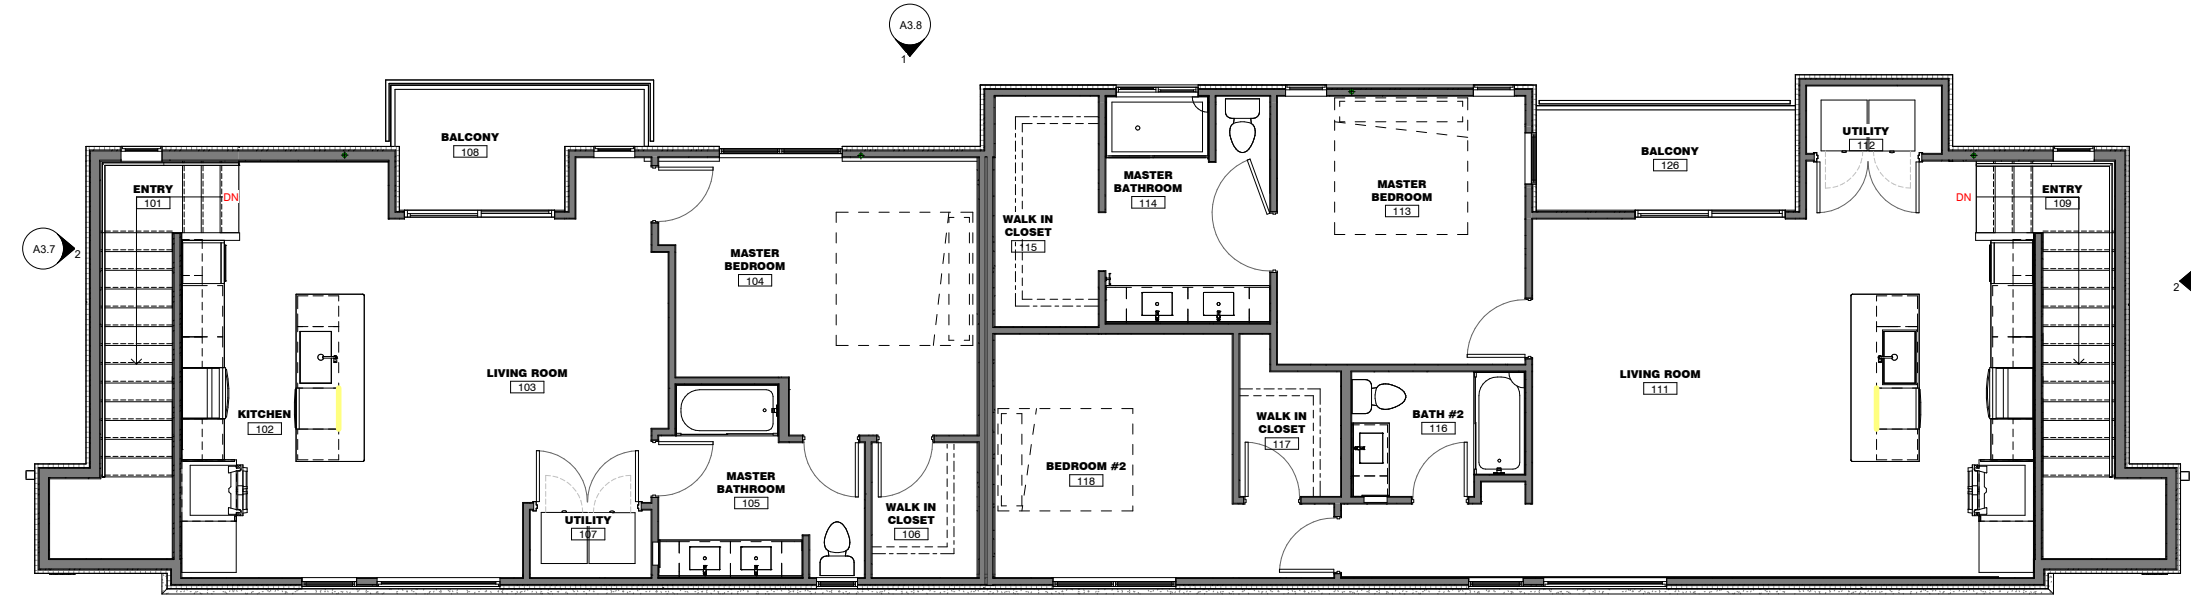 A3.8
1
BALCONY
108
UTILITY
112
BALCONY
126
ENTRY
101
DN
MASTER
BATHROOM
114
MASTER
BEDROOM
113
DN
ENTRY
109
WALK IN
CLOSET
115
A3.7
2
MASTER
BEDROOM
104
2
LIVING ROOM
103
LIVING ROOM
111
KITCHEN
102
WALK IN
CLOSET
117
BATH #2
116
BEDROOM #2
118
MASTER
BATHROOM
105
UTILITY
107
WALK IN
CLOSET
106